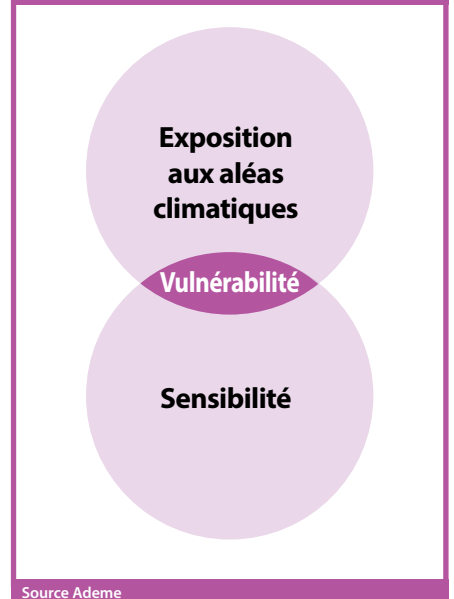 Exposition
aux aléas
climatiques
Vulnérabilité
Sensibilité
Source Ademe